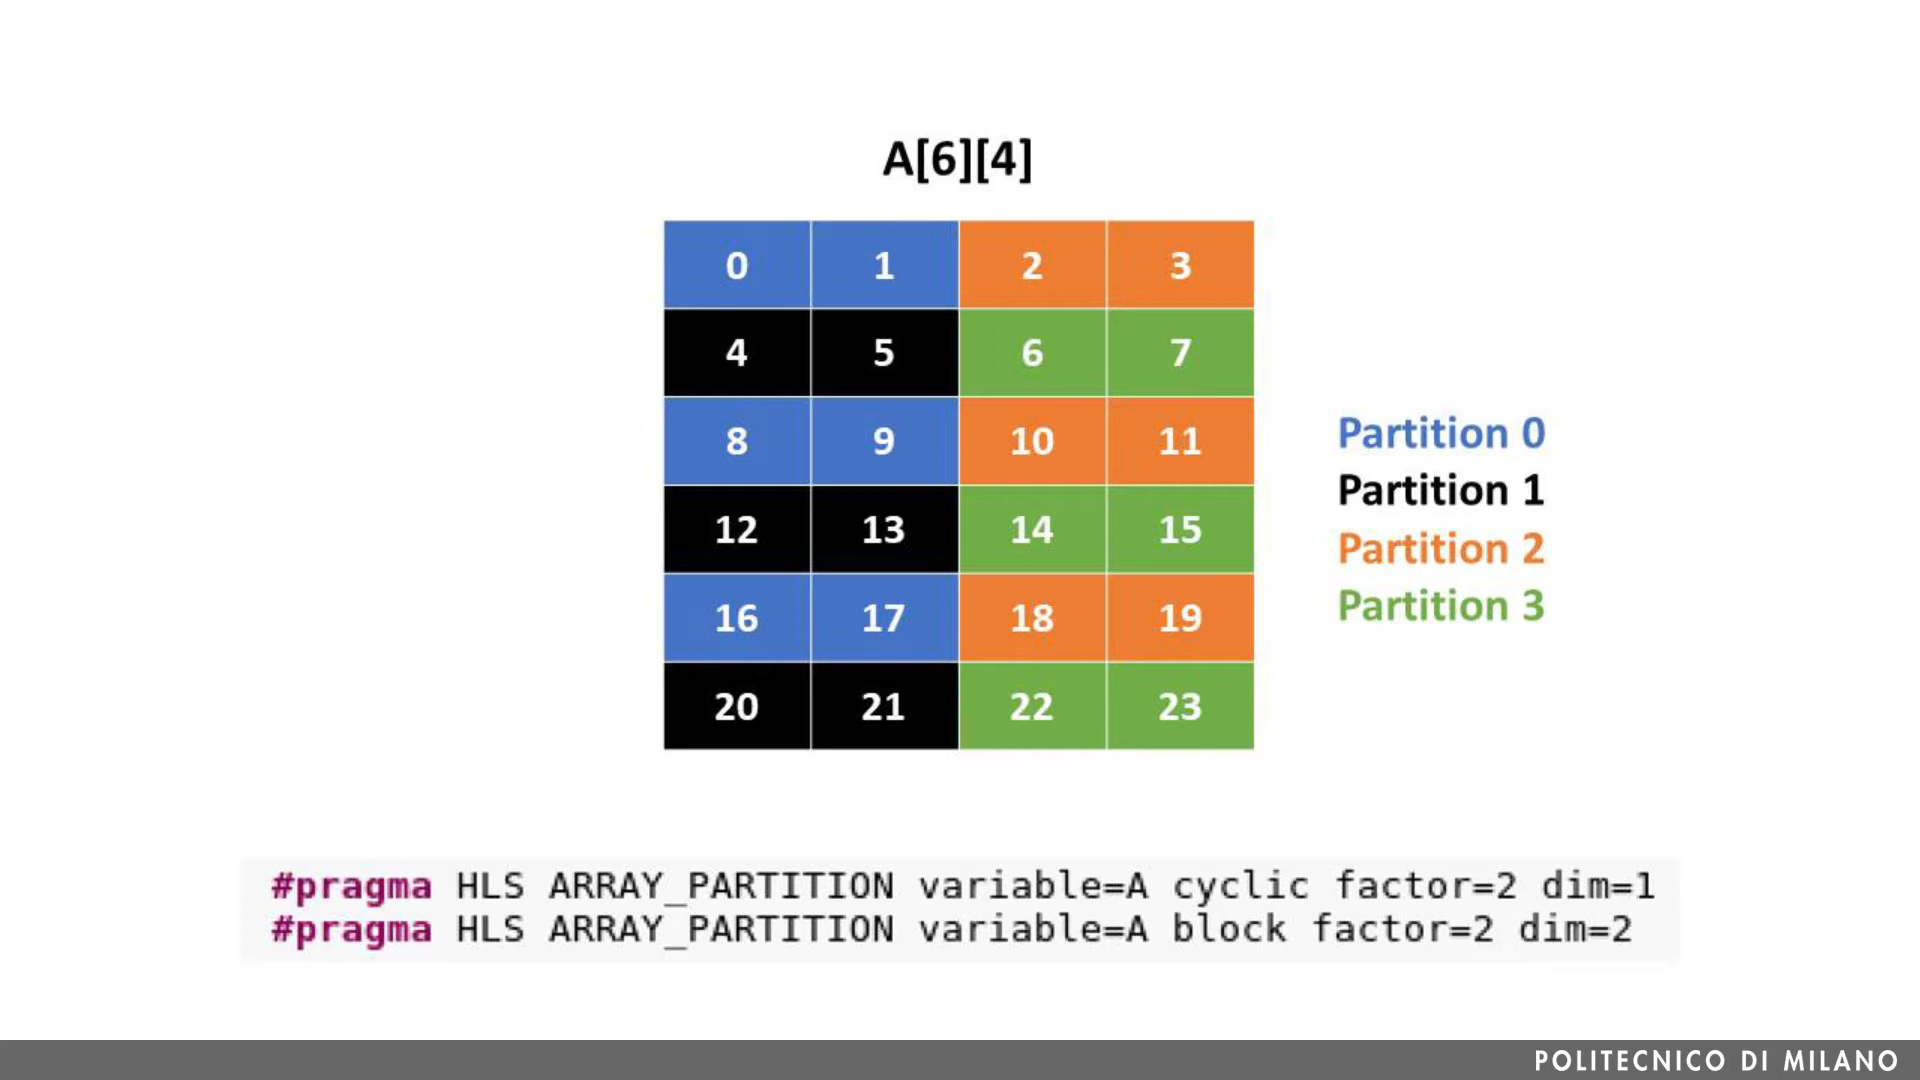 A[6][4]
0 1 2 3
4 5 6 7
8 9 10 11
12 13 14 15
16 17 18 19
20 21 22 23
Partition 0
Partition 1
Partition 2
Partition 3
#pragma HLS ARRAY_PARTITION variable=A cyclic factor=2 dim=1
#pragma HLS ARRAY_PARTITION variable=A block factor=2 dim=2
POLITECNICO DI MILANO